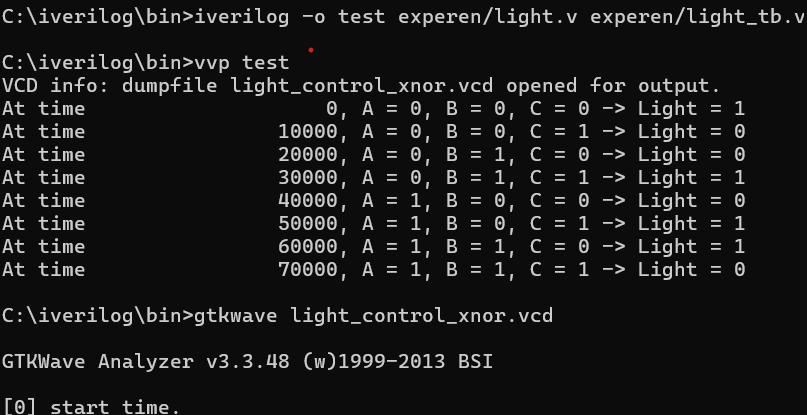 C:\iverilog\bin>iverilog -o test experen/light.v experen/light_tb.v
C:\iverilog\bin>vvp test
VCD info: dumpfile light_control_xnor.vcd opened for output.
At time                    0, A = 0, B = 0, C = 0 -> Light = 1
At time                10000, A = 0, B = 0, C = 1 -> Light = 0
At time                20000, A = 0, B = 1, C = 0 -> Light = 0
At time                30000, A = 0, B = 1, C = 1 -> Light = 1
At time                40000, A = 1, B = 0, C = 0 -> Light = 0
At time                50000, A = 1, B = 0, C = 1 -> Light = 1
At time                60000, A = 1, B = 1, C = 0 -> Light = 1
At time                70000, A = 1, B = 1, C = 1 -> Light = 0
C:\iverilog\bin>gtkwave light_control_xnor.vcd
GTKWave Analyzer v3.3.48 (w)1999-2013 BSI
[0] start time.